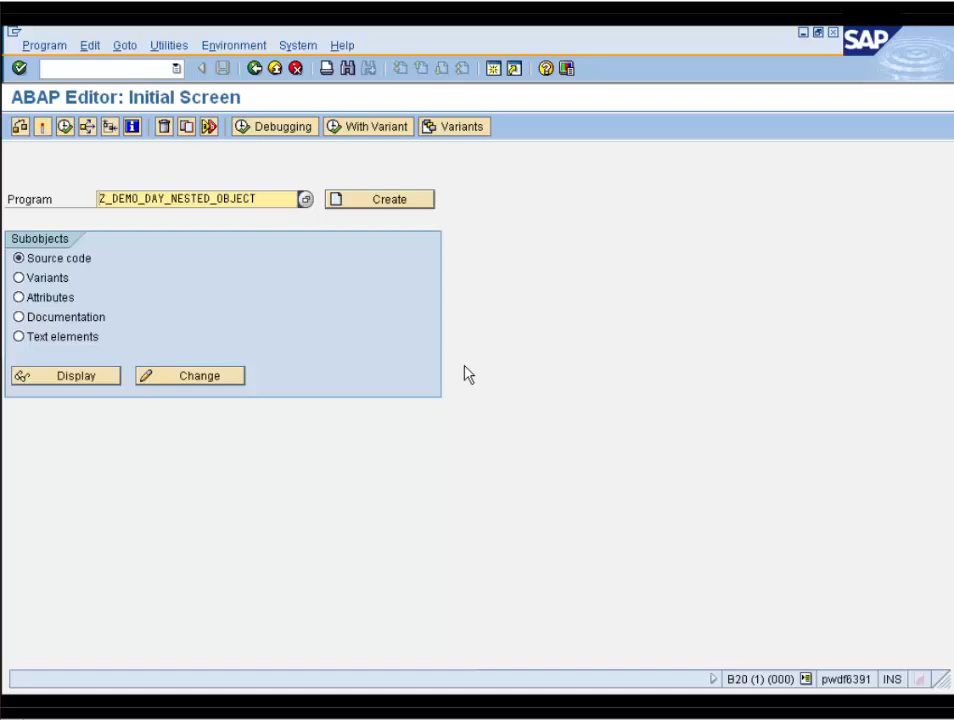 Program Edit Goto Utilities Environment System Help
SAP
ABAP Editor: Initial Screen
Debugging With Variant Variants
Program Z_DEMO_DAY_NESTED_OBJECT Create
Subobjects
Source code
Variants
Attributes
Documentation
Text elements
Display Change
B20 (1) (000) pwdf6391 INS